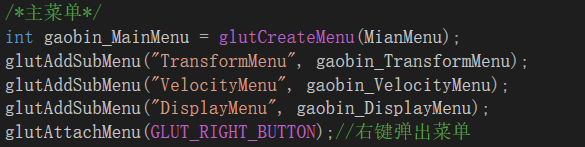 /*主菜单*/
int gaobin_MainMenu = glutCreateMenu(MianMenu);
glutAddSubMenu("TransformMenu", gaobin_TransformMenu);
glutAddSubMenu("VelocityMenu", gaobin_VelocityMenu);
glutAddSubMenu("DisplayMenu", gaobin_DisplayMenu);
glutAttachMenu(GLUT_RIGHT_BUTTON);//右键弹出菜单